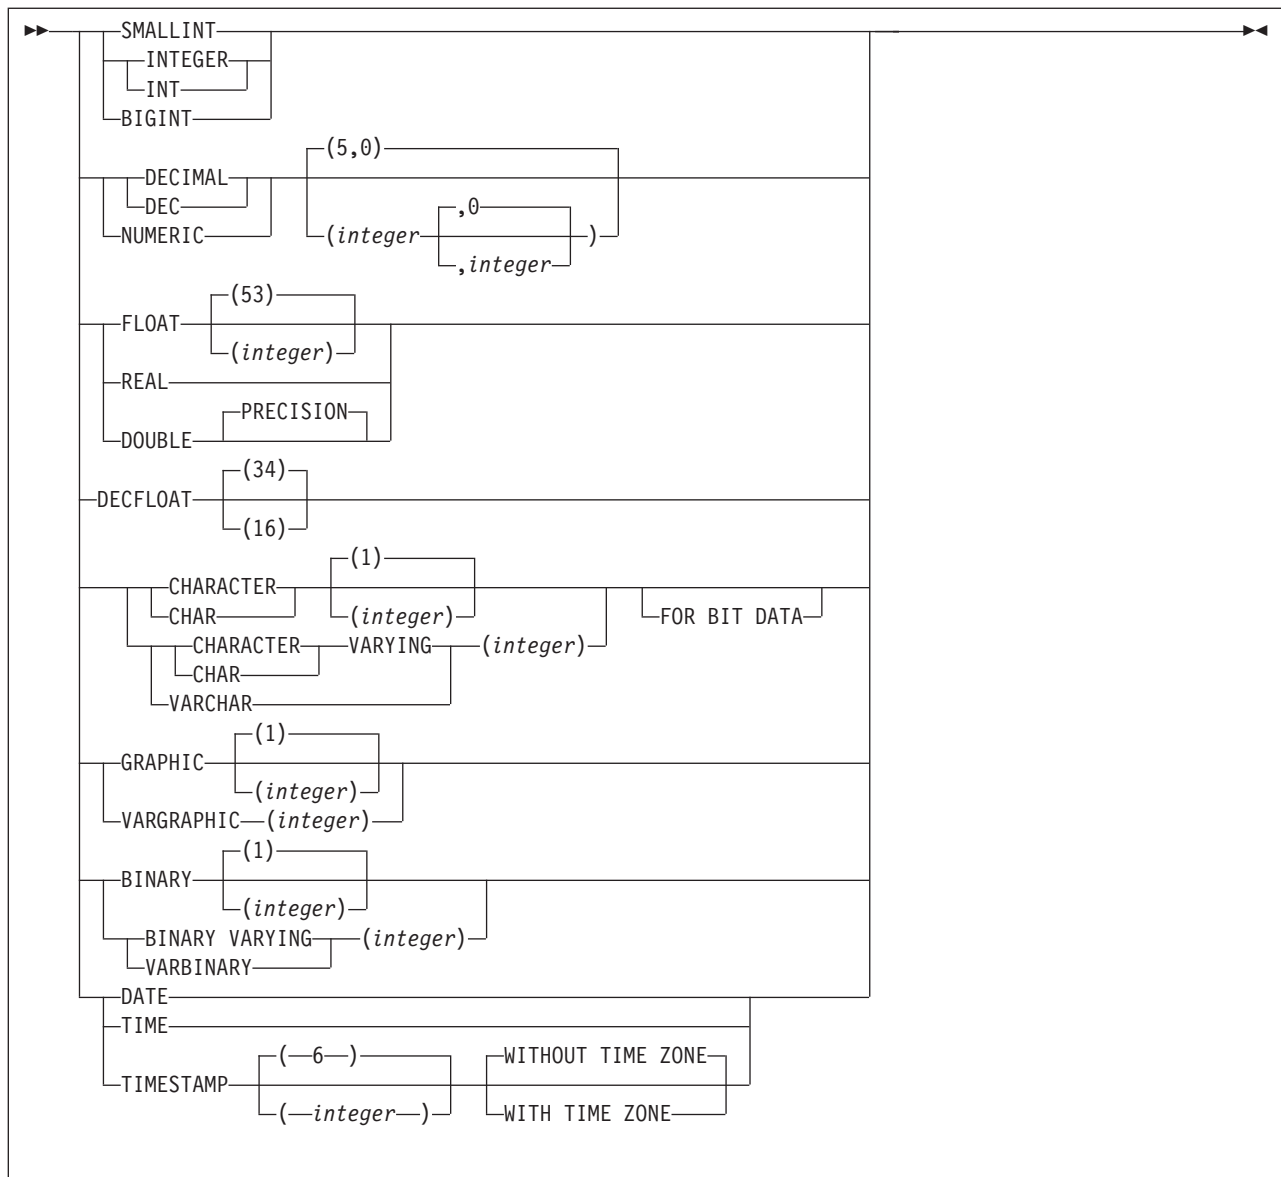 SMALLINT
INTEGER
INT
BIGINT
(5,0)
DECIMAL
DEC
,0
NUMERIC (integer )
,integer
(53)
FLOAT
(integer)
REAL
PRECISION
DOUBLE
(34)
DECFLOAT
(16)
(1)
CHARACTER
CHAR (integer) FOR BIT DATA
CHARACTER VARYING (integer)
CHAR
VARCHAR
(1)
GRAPHIC
(integer)
VARGRAPHIC (integer)
(1)
BINARY
(integer)
BINARY VARYING (integer)
VARBINARY
DATE
TIME
( 6 ) WITHOUT TIME ZONE
TIMESTAMP
( integer ) WITH TIME ZONE